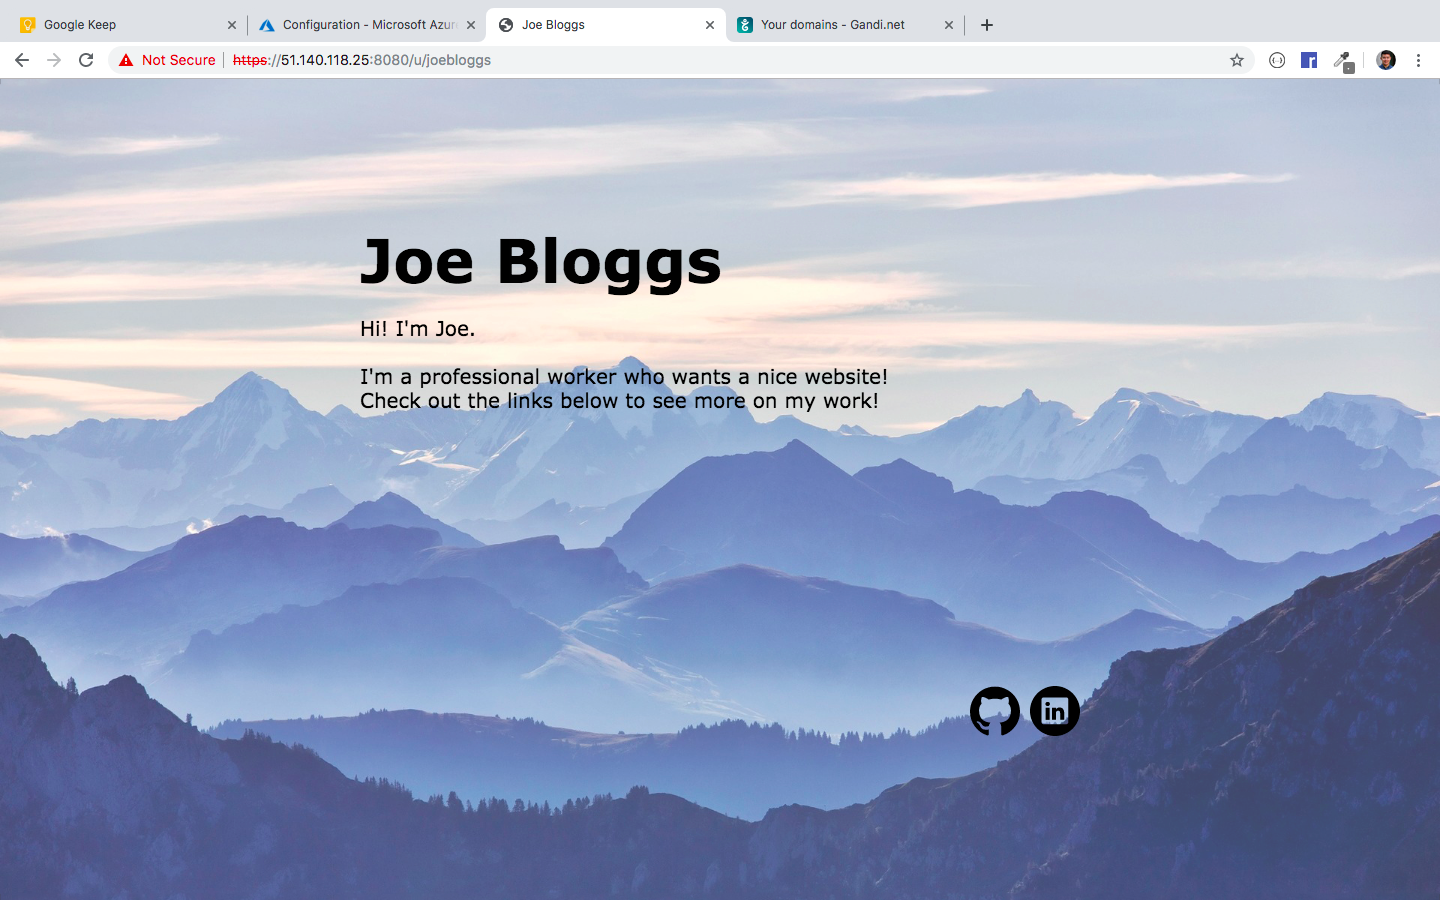 Google Keep
Configuration - Microsoft Azur
Joe Bloggs
Your domains - Gandi.net
Not Secure
https://51.140.118.25:8080/u/joebloggs
Joe Bloggs
Hi! I'm Joe.
I'm a professional worker who wants a nice website!
Check out the links below to see more on my work!
in